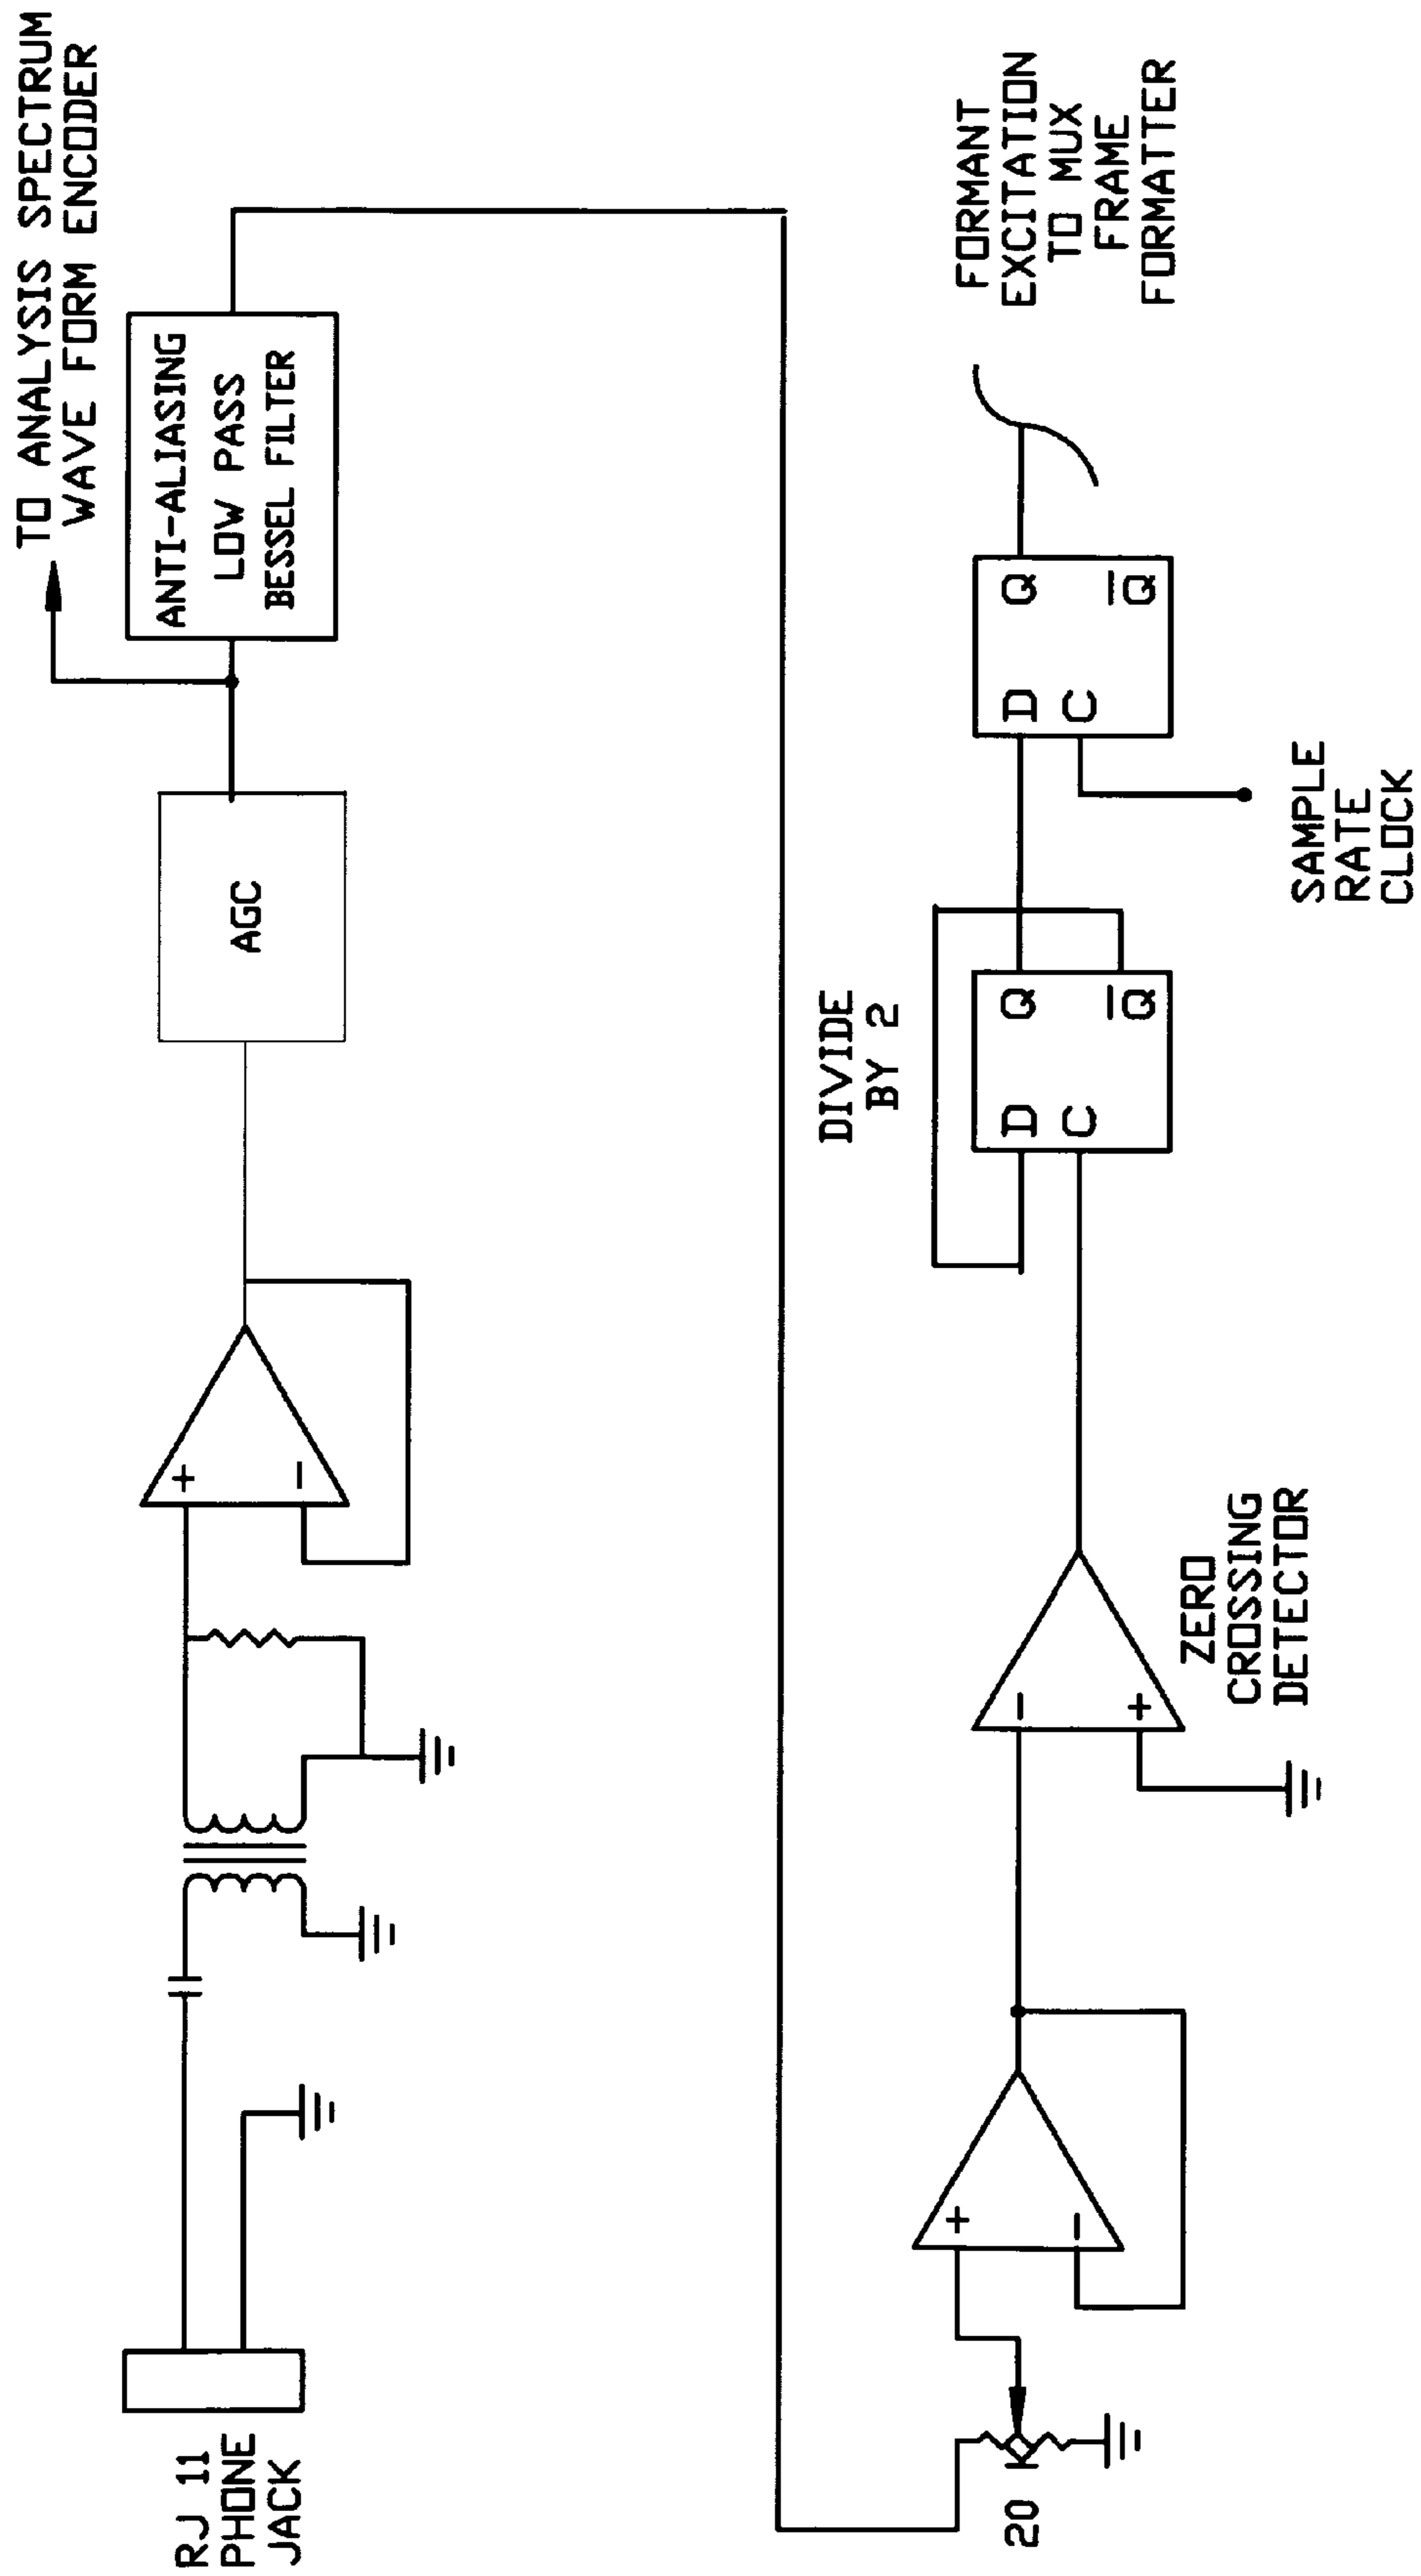 RJ 11
PHONE
JACK
+
−
AGC
TO ANALYSIS SPECTRUM
WAVE FORM ENCODER
ANTI-ALIASING
LOW PASS
BESSEL FILTER
20 K
+
−
−
+
ZERO
CROSSING
DETECTOR
DIVIDE
BY 2
D Q
C Q̅
SAMPLE
RATE
CLOCK
D Q
C Q̅
FORMANT
EXCITATION
TO MUX
FRAME
FORMATTER